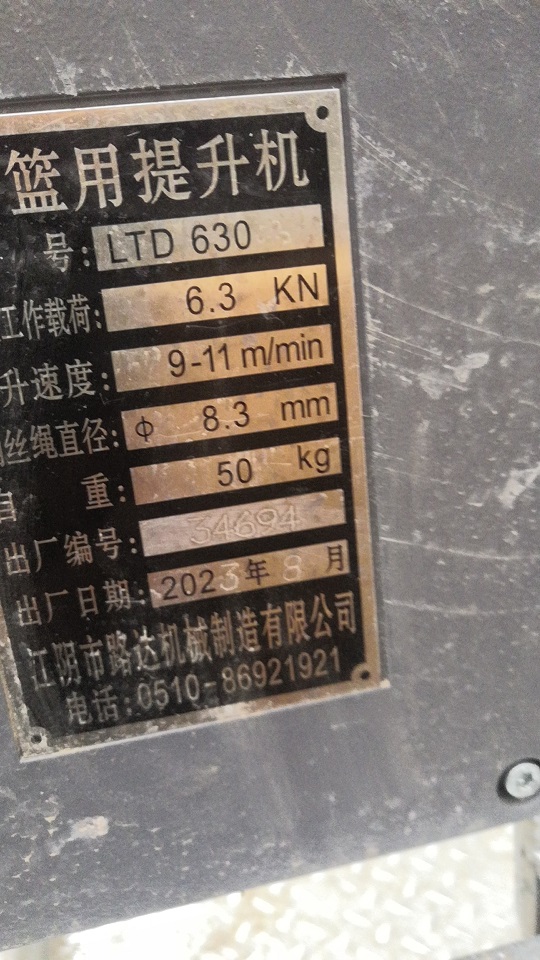 篮用提升机
号: LTD 630
工作载荷: 6.3 KN
升速度: 9-11 m/min
丝绳直径: φ 8.3 mm
自 重: 50 kg
出厂编号: 34694
出厂日期: 2023年8月
江阴市路达机械制造有限公司
电话: 0510-86921921